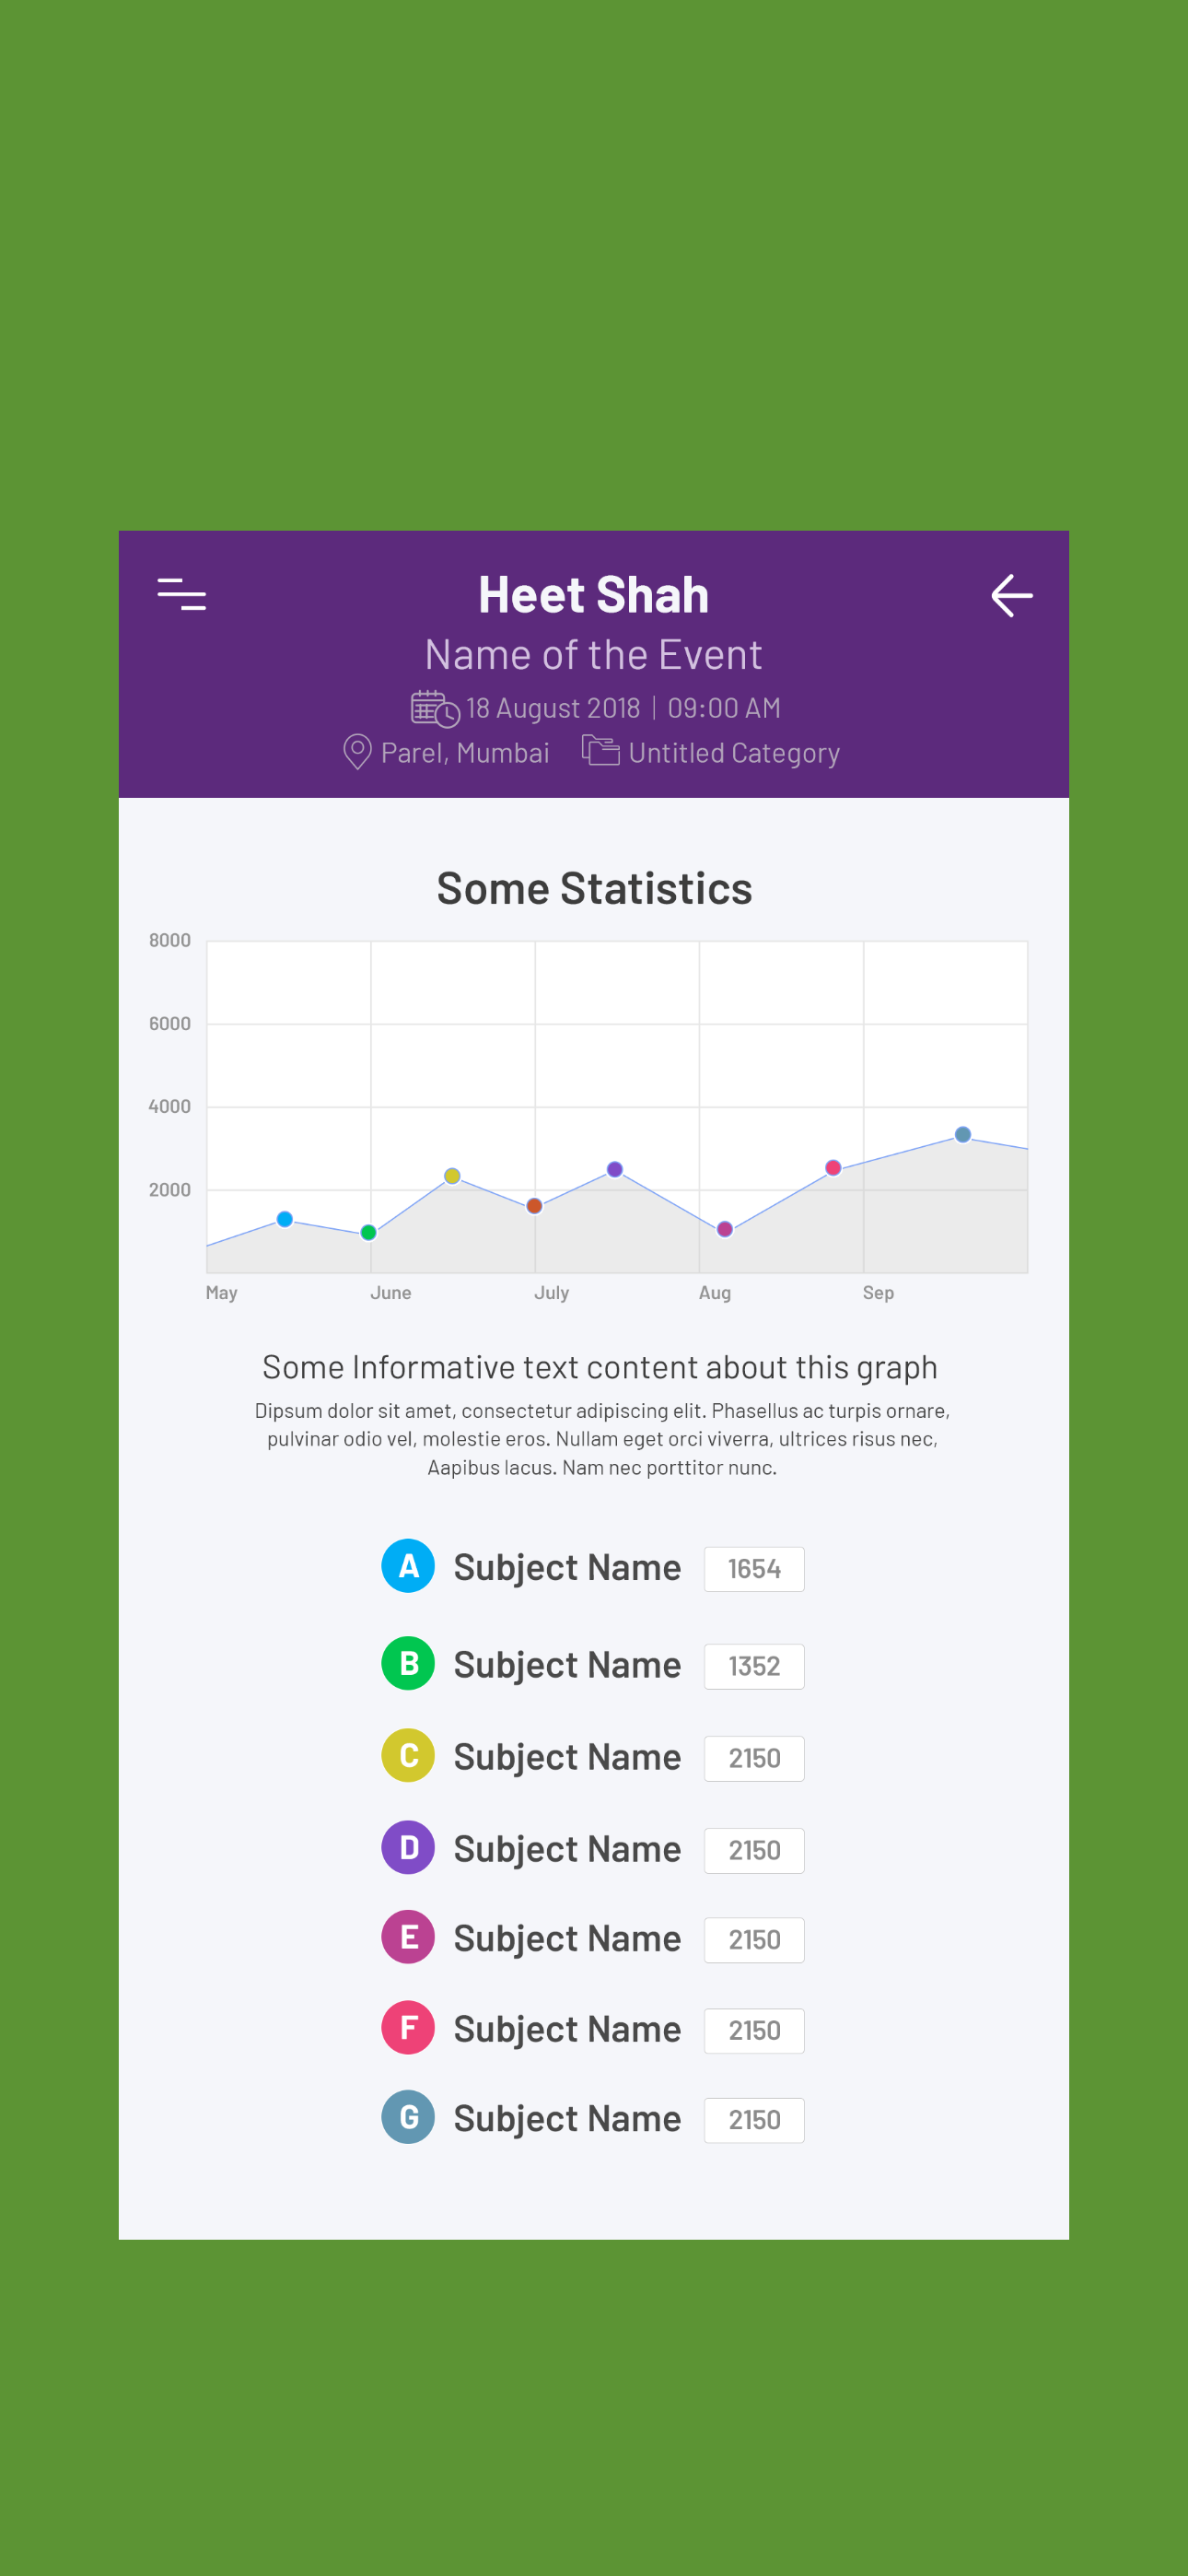 Heet Shah
Name of the Event
18 August 2018 | 09:00 AM
Parel, Mumbai Untitled Category
Some Statistics
8000
6000
4000
2000
May June July Aug Sep
Some Informative text content about this graph
Dipsum dolor sit amet, consectetur adipiscing elit. Phasellus ac turpis ornare,
pulvinar odio vel, molestie eros. Nullam eget orci viverra, ultrices risus nec,
Aapibus lacus. Nam nec porttitor nunc.
A Subject Name 1654
B Subject Name 1352
C Subject Name 2150
D Subject Name 2150
E Subject Name 2150
F Subject Name 2150
G Subject Name 2150